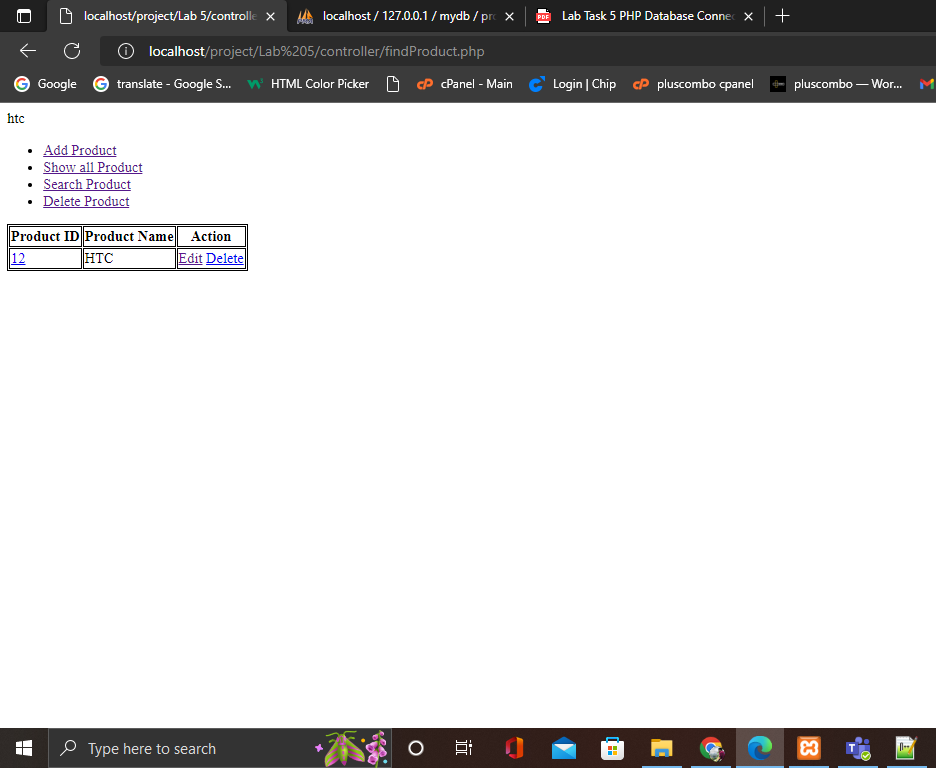 localhost/project/Lab 5/controlle
localhost / 127.0.0.1 / mydb / pro
Lab Task 5 PHP Database Connec
localhost/project/Lab%205/controller/findProduct.php
Google
translate - Google S...
HTML Color Picker
cP
cPanel - Main
Login | Chip
cP
pluscombo cpanel
pluscombo — Wor...
htc
Add Product
Show all Product
Search Product
Delete Product
Product ID Product Name Action
12 HTC Edit Delete
Type here to search